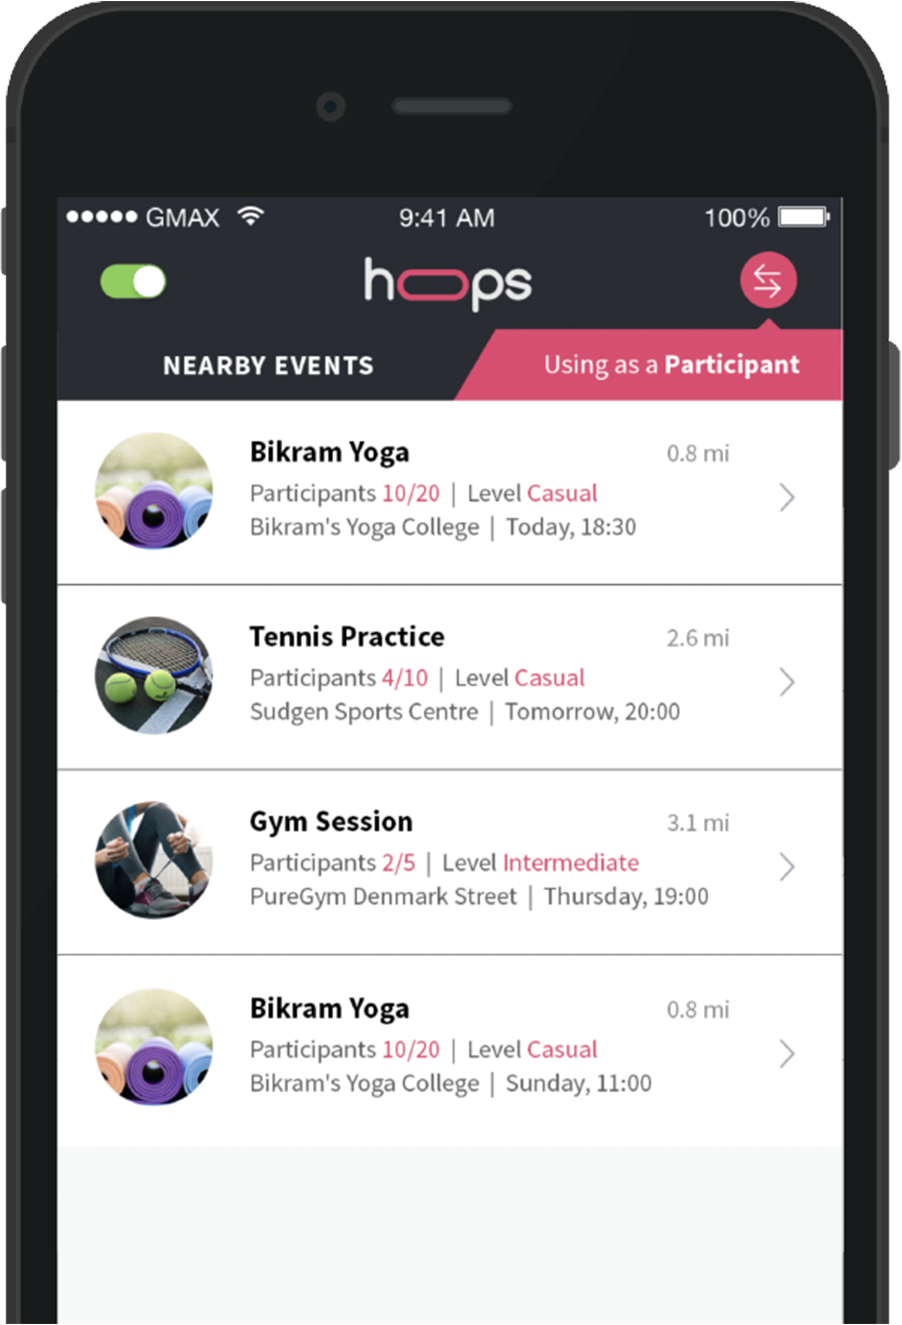 GMAX 9:41 AM 100%
hoops
NEARBY EVENTS
Using as a Participant
Bikram Yoga 0.8 mi
Participants 10/20 | Level Casual
Bikram's Yoga College | Today, 18:30
Tennis Practice 2.6 mi
Participants 4/10 | Level Casual
Sudgen Sports Centre | Tomorrow, 20:00
Gym Session 3.1 mi
Participants 2/5 | Level Intermediate
PureGym Denmark Street | Thursday, 19:00
Bikram Yoga 0.8 mi
Participants 10/20 | Level Casual
Bikram's Yoga College | Sunday, 11:00